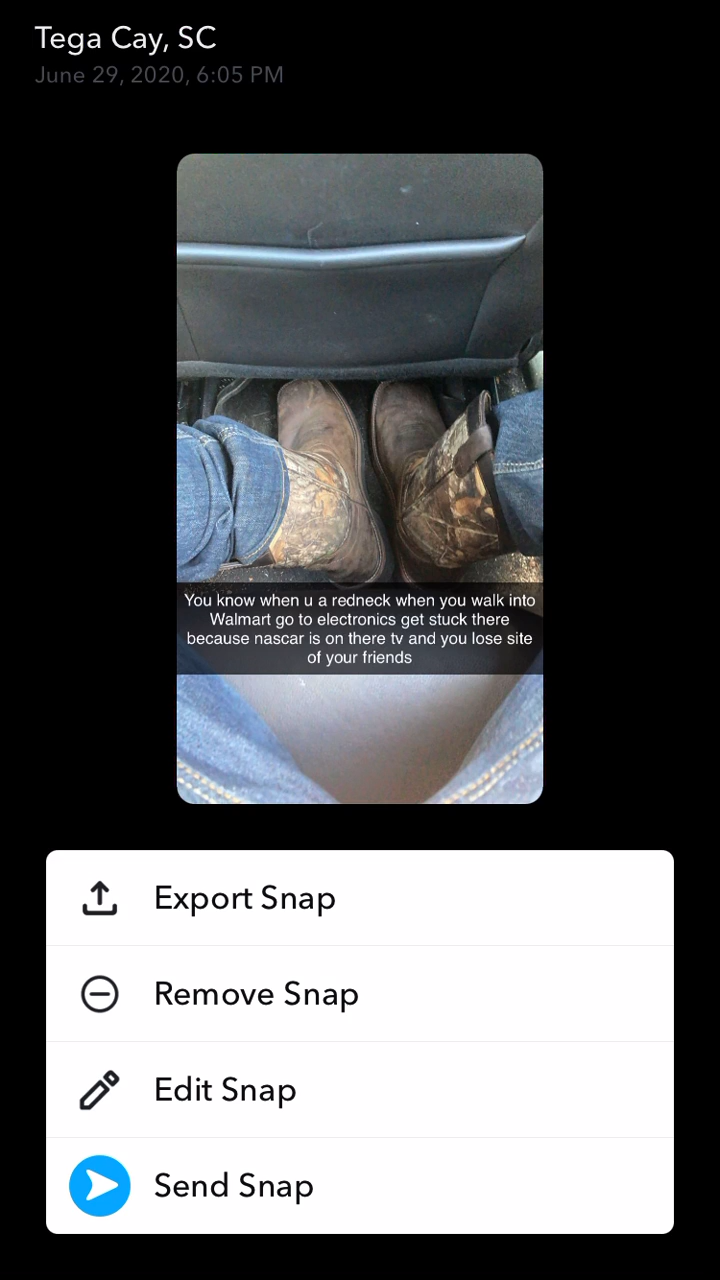 Tega Cay, SC
June 29, 2020, 6:05 PM
You know when u a redneck when you walk into
Walmart go to electronics get stuck there
because nascar is on there tv and you lose site
of your friends
Export Snap
Remove Snap
Edit Snap
Send Snap